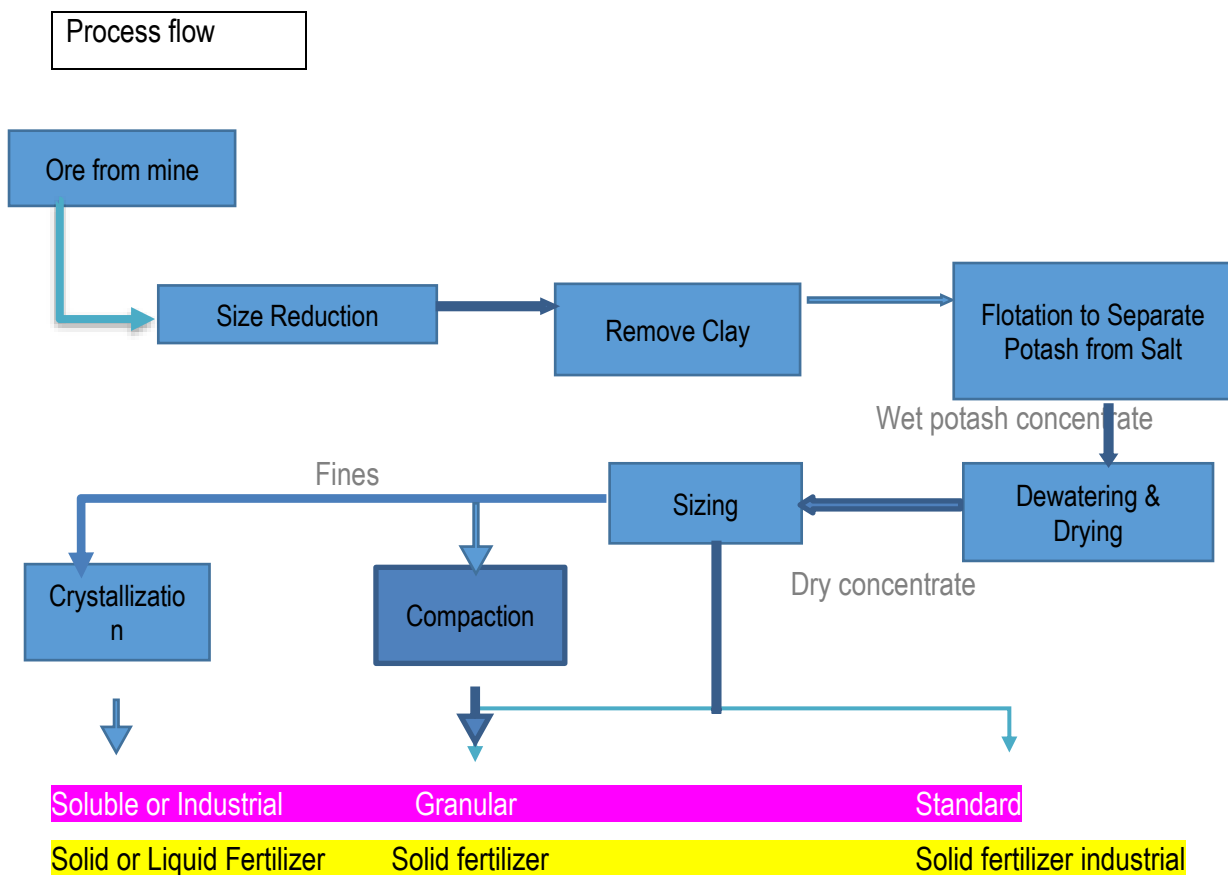 Process flow
Ore from mine
Size Reduction
Remove Clay
Flotation to Separate
Potash from Salt
Wet potash concentrate
Fines
Sizing
Dewatering &
Drying
Dry concentrate
Crystallizatio
n
Compaction
Soluble or Industrial Granular Standard
Solid or Liquid Fertilizer Solid fertilizer Solid fertilizer industrial